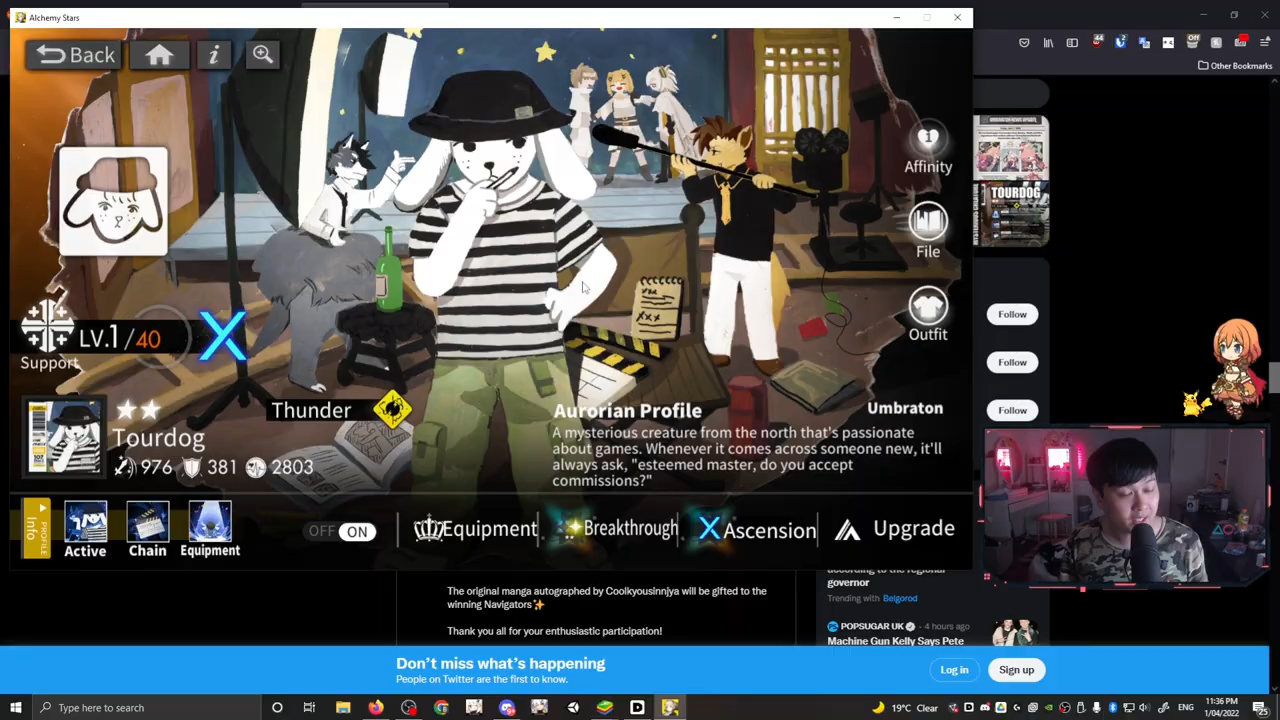 Alchemy Stars
Back
i
Other Bookmarks
1
Affinity
File
Outfit
TOURDOG
Follow
Follow
Follow
LV.1/40
Support
X
Thunder
Tourdog
976 381 2803
Aurorian Profile
Umbraton
A mysterious creature from the north that's passionate
about games. Whenever it comes across someone new, it'll
always ask, "esteemed master, do you accept
commissions?"
Info
PROFILE
Active
Chain
Equipment
OFF ON
Equipment
Breakthrough
Ascension
Upgrade
The original manga autographed by Coolkyousinnjya will be gifted to the
winning Navigators✨
Thank you all for your enthusiastic participation!
according to the regional
governor
Trending with Belgorod
POPSUGAR UK · 4 hours ago
Machine Gun Kelly Says Pete
Don't miss what's happening
People on Twitter are the first to know.
Log in
Sign up
Type here to search
19°C Clear
11:36 PM
1/04/2022
25